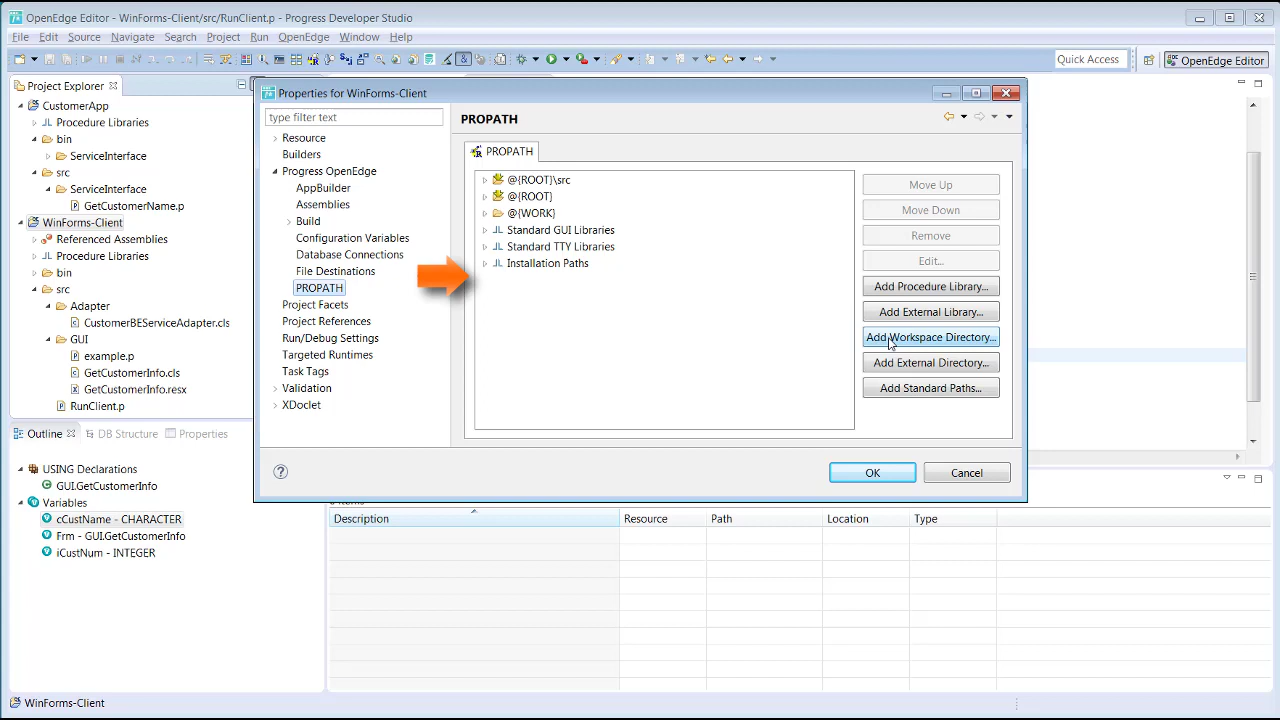 OpenEdge Editor - WinForms-Client/src/RunClient.p - Progress Developer Studio
File Edit Source Navigate Search Project Run OpenEdge Window Help
Quick Access
OpenEdge Editor
Project Explorer
CustomerApp
Procedure Libraries
bin
ServiceInterface
src
ServiceInterface
GetCustomerName.p
WinForms-Client
Referenced Assemblies
Procedure Libraries
bin
src
Adapter
CustomerBEServiceAdapter.cls
GUI
example.p
GetCustomerInfo.cls
GetCustomerInfo.resx
RunClient.p
Properties for WinForms-Client
type filter text
Resource
Builders
Progress OpenEdge
AppBuilder
Assemblies
Build
Configuration Variables
Database Connections
File Destinations
PROPATH
Project Facets
Project References
Run/Debug Settings
Targeted Runtimes
Task Tags
Validation
XDoclet
PROPATH
PROPATH
@{ROOT}\src
@{ROOT}
@{WORK}
Standard GUI Libraries
Standard TTY Libraries
Installation Paths
Move Up
Move Down
Remove
Edit...
Add Procedure Library...
Add External Library...
Add Workspace Directory...
Add External Directory...
Add Standard Paths...
OK
Cancel
Outline
DB Structure
Properties
USING Declarations
GUI.GetCustomerInfo
Variables
cCustName - CHARACTER
Frm - GUI.GetCustomerInfo
iCustNum - INTEGER
Description Resource Path Location Type
WinForms-Client